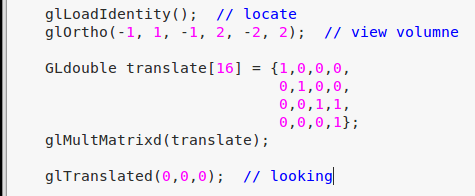 glLoadIdentity();  // locate
glOrtho(-1, 1, -1, 2, -2, 2);  // view volumne
GLdouble translate[16] = {1,0,0,0,
0,1,0,0,
0,0,1,1,
0,0,0,1};
glMultMatrixd(translate);
glTranslated(0,0,0);  // looking